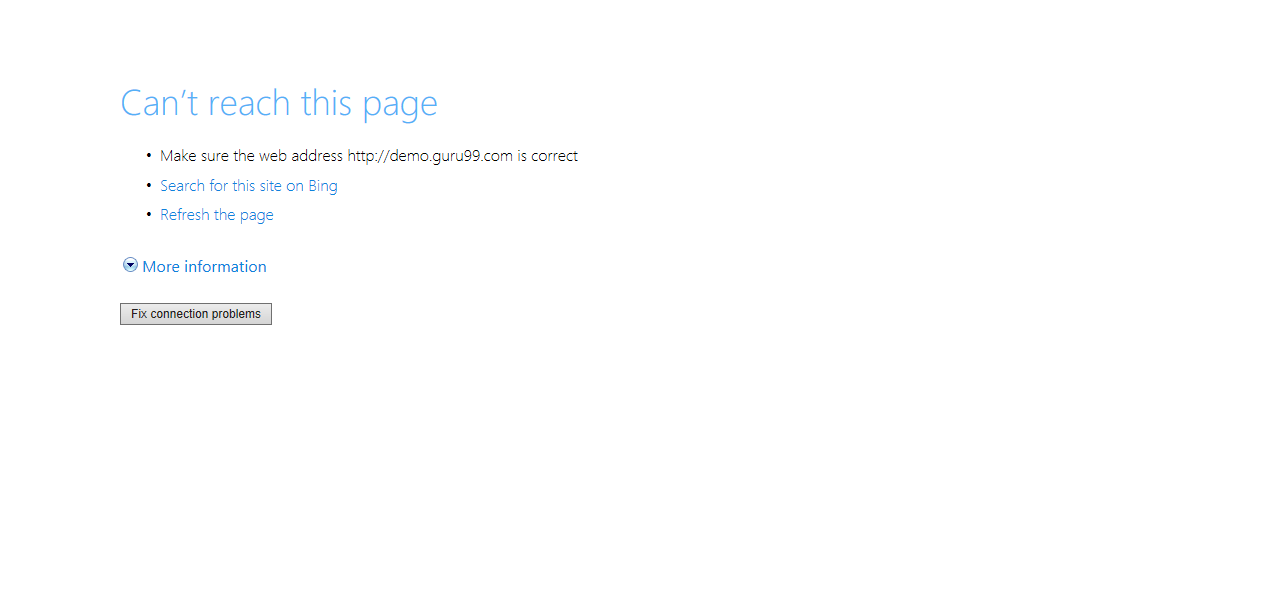 Can’t reach this page
• Make sure the web address http://demo.guru99.com is correct
• Search for this site on Bing
• Refresh the page
More information
Fix connection problems